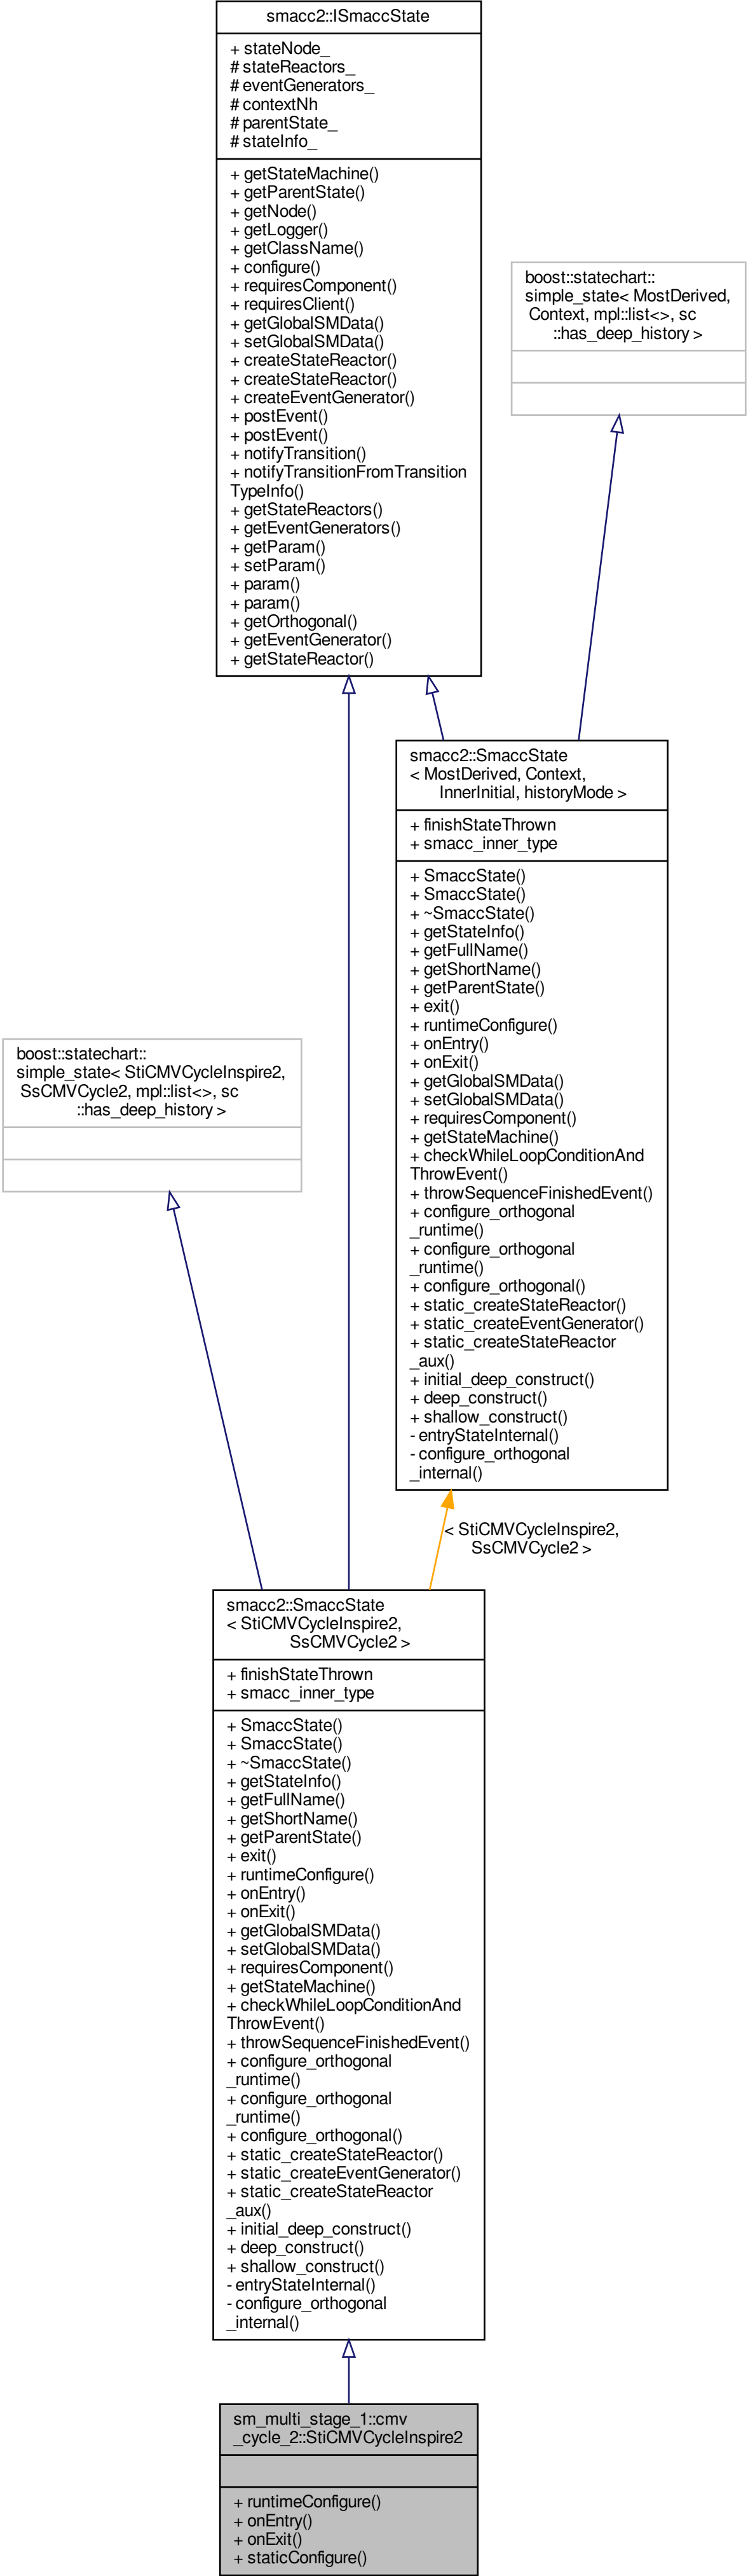 smacc2::ISmaccState
+ stateNode_
# stateReactors_
# eventGenerators_
# contextNh
# parentState_
# stateInfo_
+ getStateMachine()
+ getParentState()
+ getNode()
+ getLogger()
+ getClassName()
+ configure()
+ requiresComponent()
+ requiresClient()
+ getGlobalSMData()
+ setGlobalSMData()
+ createStateReactor()
+ createStateReactor()
+ createEventGenerator()
+ postEvent()
+ postEvent()
+ notifyTransition()
+ notifyTransitionFromTransition
TypeInfo()
+ getStateReactors()
+ getEventGenerators()
+ getParam()
+ setParam()
+ param()
+ param()
+ getOrthogonal()
+ getEventGenerator()
+ getStateReactor()
boost::statechart::
simple_state< MostDerived,
Context, mpl::list<>, sc
::has_deep_history >
smacc2::SmaccState
< MostDerived, Context,
InnerInitial, historyMode >
+ finishStateThrown
+ smacc_inner_type
+ SmaccState()
+ SmaccState()
+ ~SmaccState()
+ getStateInfo()
+ getFullName()
+ getShortName()
+ getParentState()
+ exit()
+ runtimeConfigure()
+ onEntry()
+ onExit()
+ getGlobalSMData()
+ setGlobalSMData()
+ requiresComponent()
+ getStateMachine()
+ checkWhileLoopConditionAnd
ThrowEvent()
+ throwSequenceFinishedEvent()
+ configure_orthogonal
_runtime()
+ configure_orthogonal
_runtime()
+ configure_orthogonal()
+ static_createStateReactor()
+ static_createEventGenerator()
+ static_createStateReactor
_aux()
+ initial_deep_construct()
+ deep_construct()
+ shallow_construct()
- entryStateInternal()
- configure_orthogonal
_internal()
boost::statechart::
simple_state< StiCMVCycleInspire2,
SsCMVCycle2, mpl::list<>, sc
::has_deep_history >
< StiCMVCycleInspire2,
SsCMVCycle2 >
smacc2::SmaccState
< StiCMVCycleInspire2,
SsCMVCycle2 >
+ finishStateThrown
+ smacc_inner_type
+ SmaccState()
+ SmaccState()
+ ~SmaccState()
+ getStateInfo()
+ getFullName()
+ getShortName()
+ getParentState()
+ exit()
+ runtimeConfigure()
+ onEntry()
+ onExit()
+ getGlobalSMData()
+ setGlobalSMData()
+ requiresComponent()
+ getStateMachine()
+ checkWhileLoopConditionAnd
ThrowEvent()
+ throwSequenceFinishedEvent()
+ configure_orthogonal
_runtime()
+ configure_orthogonal
_runtime()
+ configure_orthogonal()
+ static_createStateReactor()
+ static_createEventGenerator()
+ static_createStateReactor
_aux()
+ initial_deep_construct()
+ deep_construct()
+ shallow_construct()
- entryStateInternal()
- configure_orthogonal
_internal()
sm_multi_stage_1::cmv
_cycle_2::StiCMVCycleInspire2
+ runtimeConfigure()
+ onEntry()
+ onExit()
+ staticConfigure()